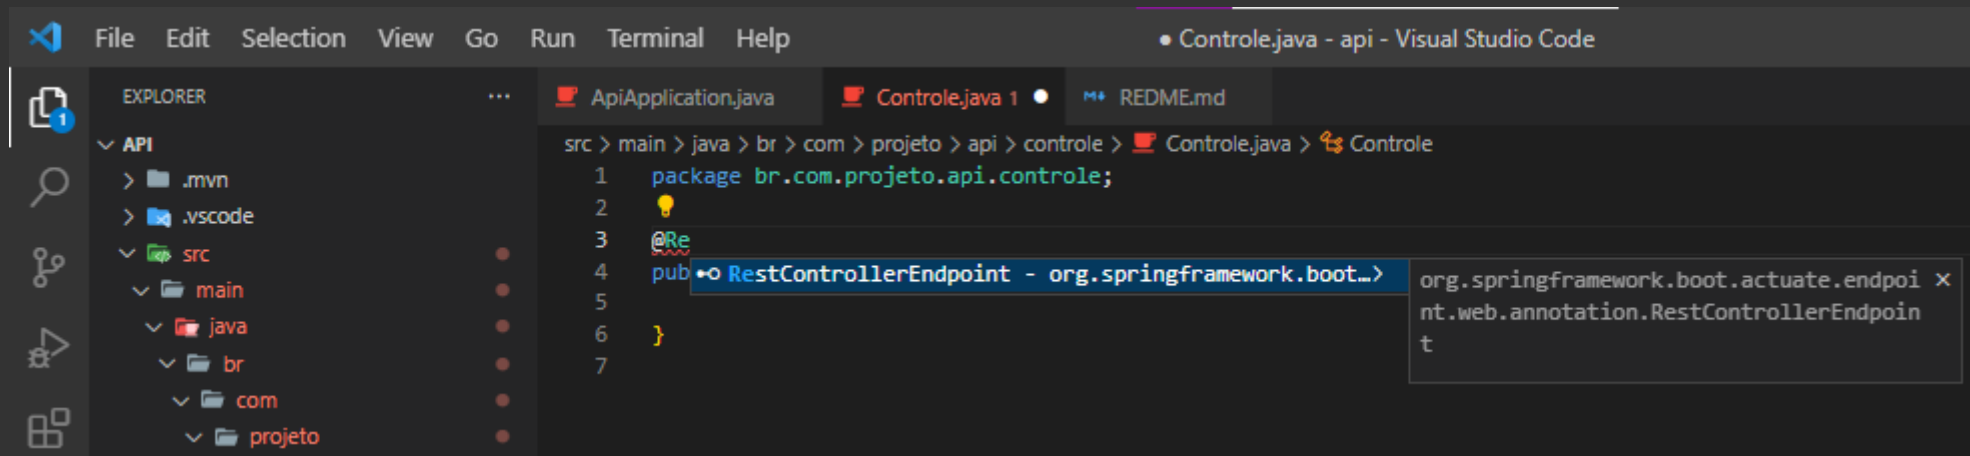 File Edit Selection View Go Run Terminal Help
● Controle.java - api - Visual Studio Code
1
EXPLORER ...
API
.mvn
.vscode
src
main
java
br
com
projeto
ApiApplication.java
Controle.java 1 ●
REDME.md
src > main > java > br > com > projeto > api > controle > Controle.java > Controle
1 package br.com.projeto.api.controle;
2
3 @Re
4 pub
5
6 }
7
RestControllerEndpoint - org.springframework.boot…>
org.springframework.boot.actuate.endpoi ×
nt.web.annotation.RestControllerEndpoin
t